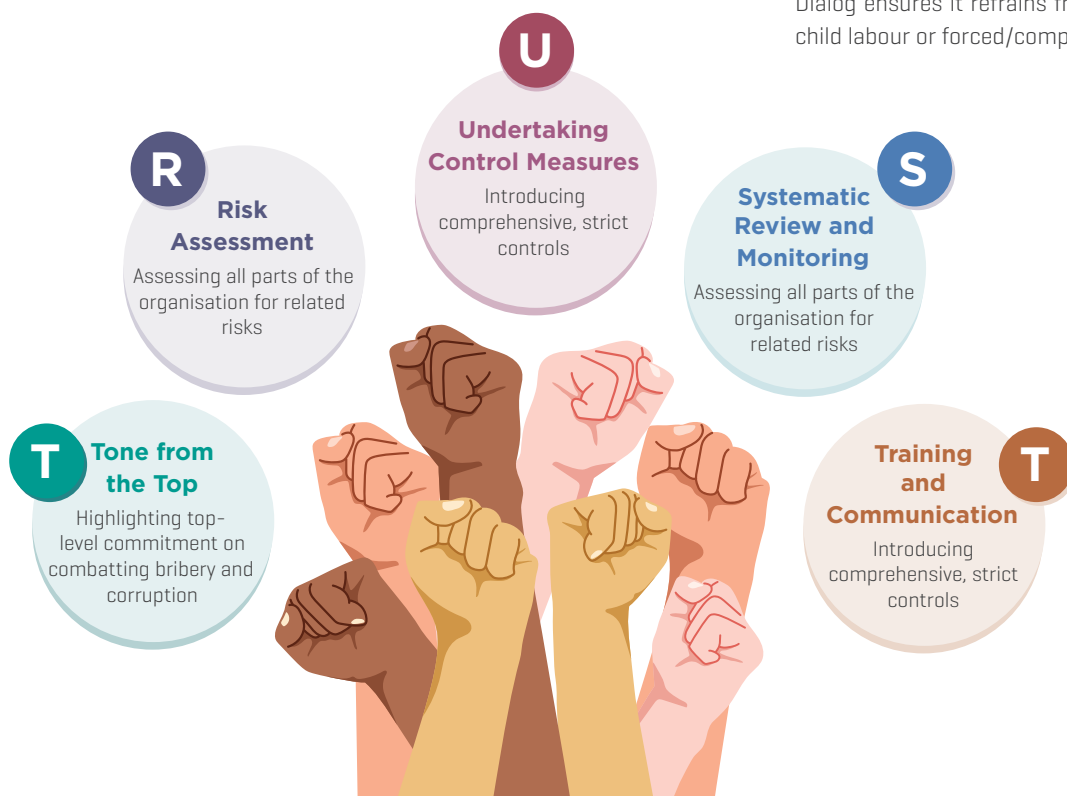 Dialog ensures it refrains
child labour or
T
Tone from
the Top
Highlighting top-
level commitment on
combatting bribery and
corruption
R
Risk
Assessment
Assessing all parts of the
organisation for related
risks
U
Undertaking
Control Measures
Introducing
comprehensive, strict
controls
S
Systematic
Review and
Monitoring
Assessing all parts of the
organisation for
related risks
T
Training
and
Communication
Introducing
comprehensive, strict
controls